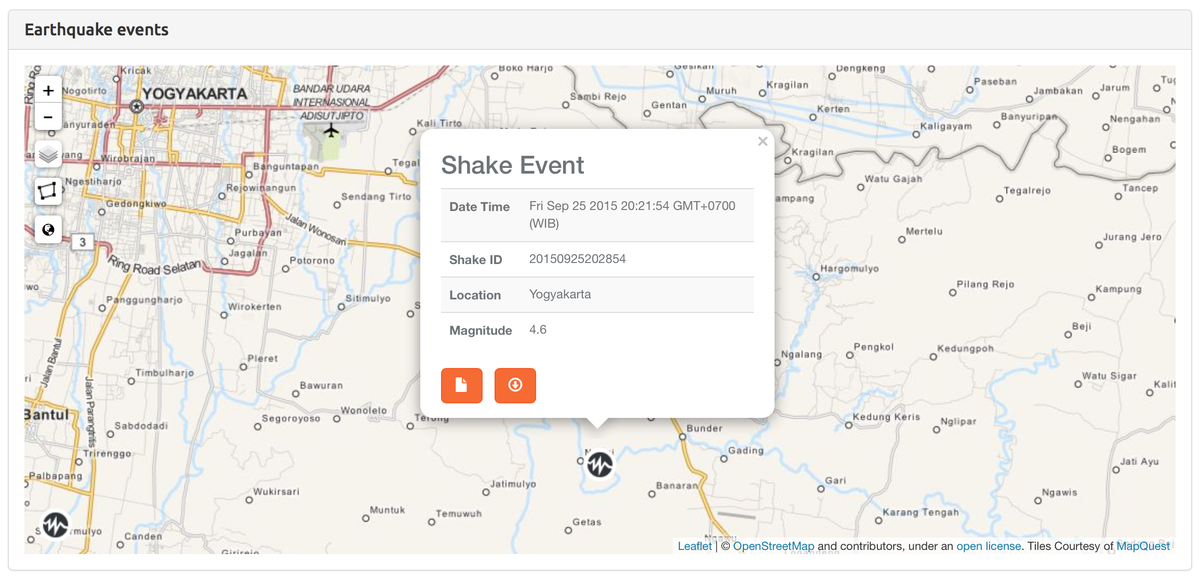 Earthquake events
Kricak
Nogotirto
YOGYAKARTA
BANDAR UDARA
INTERNASIONAL
ADISUTJIPTO
Boko Harjo
Gesikan
Muruh
Kragilan
Dengkeng
Paseban
Jambakan
Jarum
Sambi Rejo
Gentan
Kerten
Kaligayam
Banyuripan
Nengahan
+
−
anyuraden
Kali Tirto
Wirobrajan
Banguntapan
Kragilan
Bogem
Ngestiharjo
Rejowinangun
Sendang Tirto
Watu Gajah
Tegalrejo
Tancep
Gedongkiwo
Jalan Wonosari
Purbayan
Mertelu
Jurang Jero
3
Ring Road Selatan
Jagalan
Potorono
Hargomulyo
Pilang Rejo
Kampung
Panggungharjo
Wirokerten
Sitimulyo
Beji
Jalan Bantul
Jalan Parangtritis
Pleret
Ngalang
Pengkol
Kedungpoh
Timbulharjo
Bawuran
Watu Sigar
Bantul
Sabdodadi
Segoroyoso
Wonolelo
Bunder
Kedung Keris
Nglipar
Trirenggo
Gading
Jati Ayu
Palbapang
Wukirsari
Jatimulyo
Banaran
Gari
Ngawis
Muntuk
Temuwuh
Getas
Karang Tengah
Canden
Girirejo
×
Shake Event
Date Time Fri Sep 25 2015 20:21:54 GMT+0700
(WIB)
Shake ID 20150925202854
Location Yogyakarta
Magnitude 4.6
Leaflet | © OpenStreetMap and contributors, under an open license. Tiles Courtesy of MapQuest